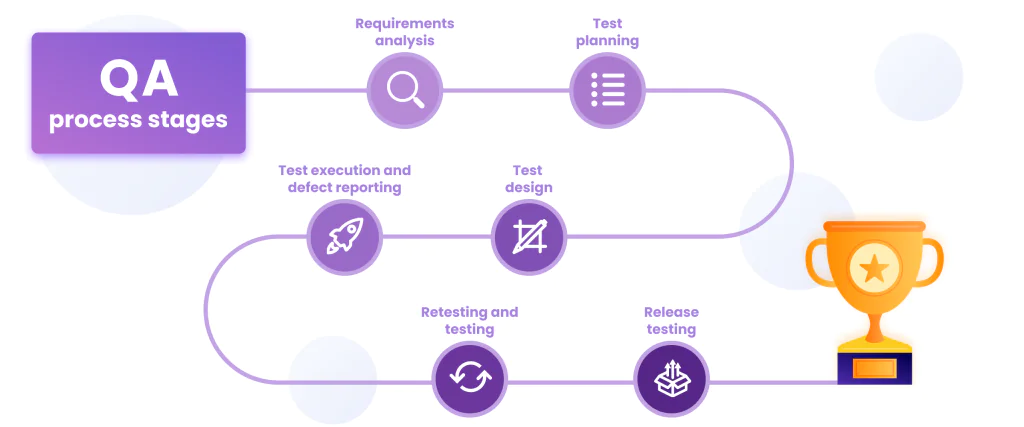 QA
process stages
Requirements
analysis
Test
planning
Test
design
Test execution and
defect reporting
Retesting and
testing
Release
testing